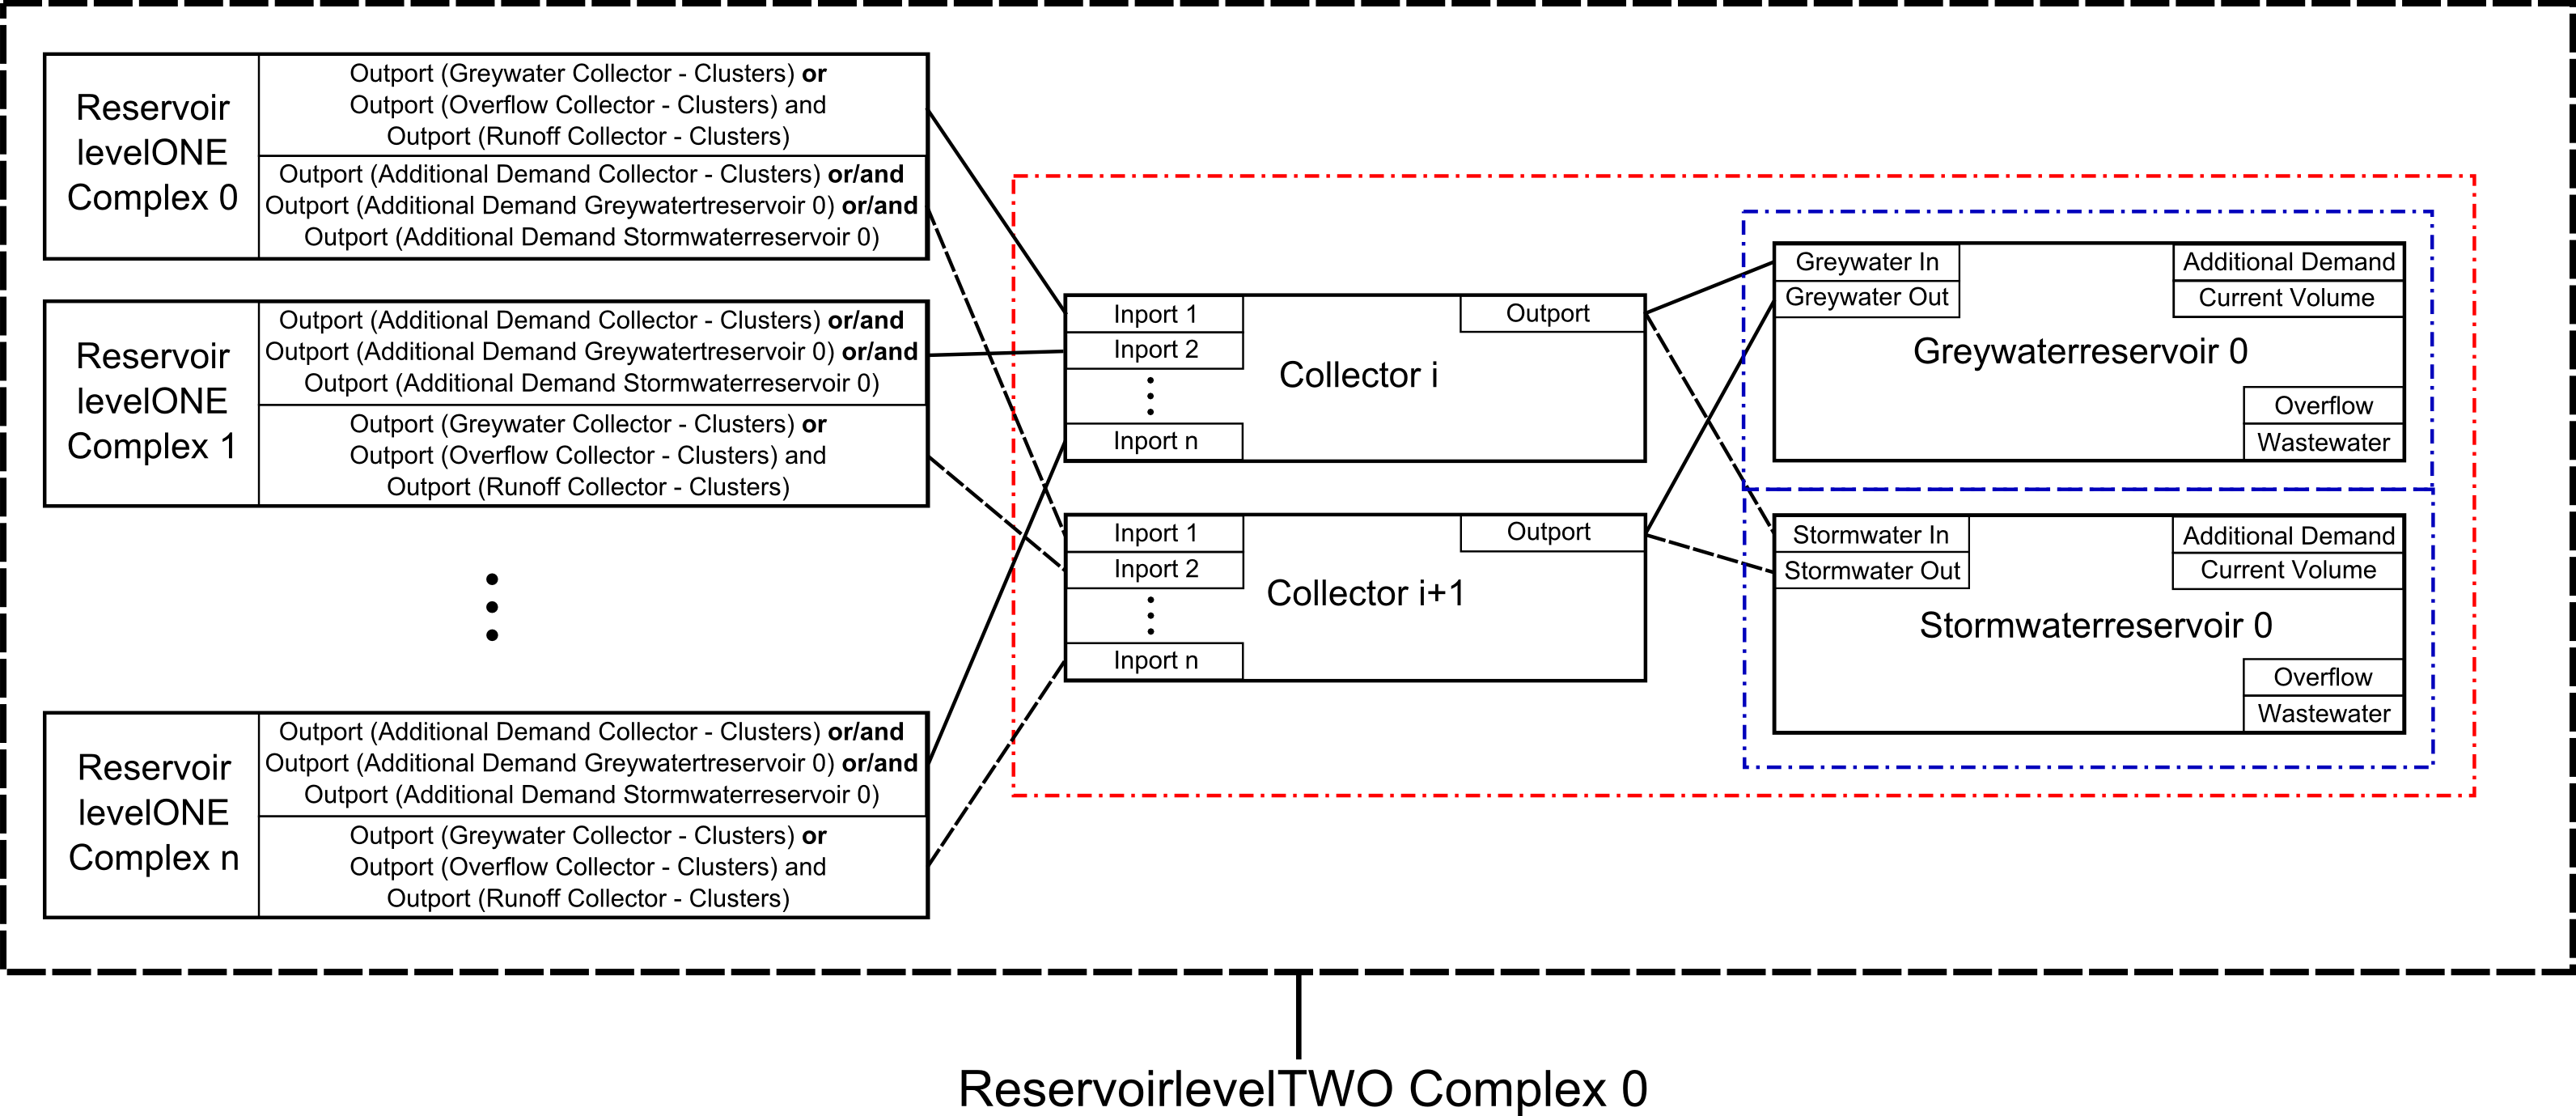 Reservoir
levelONE
Complex 0
Outport (Greywater Collector - Clusters) or
Outport (Overflow Collector - Clusters) and
Outport (Runoff Collector - Clusters)
Outport (Additional Demand Collector - Clusters) or/and
Outport (Additional Demand Greywatertreservoir 0) or/and
Outport (Additional Demand Stormwaterreservoir 0)
Reservoir
levelONE
Complex 1
Outport (Additional Demand Collector - Clusters) or/and
Outport (Additional Demand Greywatertreservoir 0) or/and
Outport (Additional Demand Stormwaterreservoir 0)
Outport (Greywater Collector - Clusters) or
Outport (Overflow Collector - Clusters) and
Outport (Runoff Collector - Clusters)
Reservoir
levelONE
Complex n
Outport (Additional Demand Collector - Clusters) or/and
Outport (Additional Demand Greywatertreservoir 0) or/and
Outport (Additional Demand Stormwaterreservoir 0)
Outport (Greywater Collector - Clusters) or
Outport (Overflow Collector - Clusters) and
Outport (Runoff Collector - Clusters)
Inport 1
Inport 2
Inport n
Collector i
Outport
Inport 1
Inport 2
Inport n
Collector i+1
Outport
Greywater In
Greywater Out
Additional Demand
Current Volume
Greywaterreservoir 0
Overflow
Wastewater
Stormwater In
Stormwater Out
Additional Demand
Current Volume
Stormwaterreservoir 0
Overflow
Wastewater
ReservoirlevelTWO Complex 0